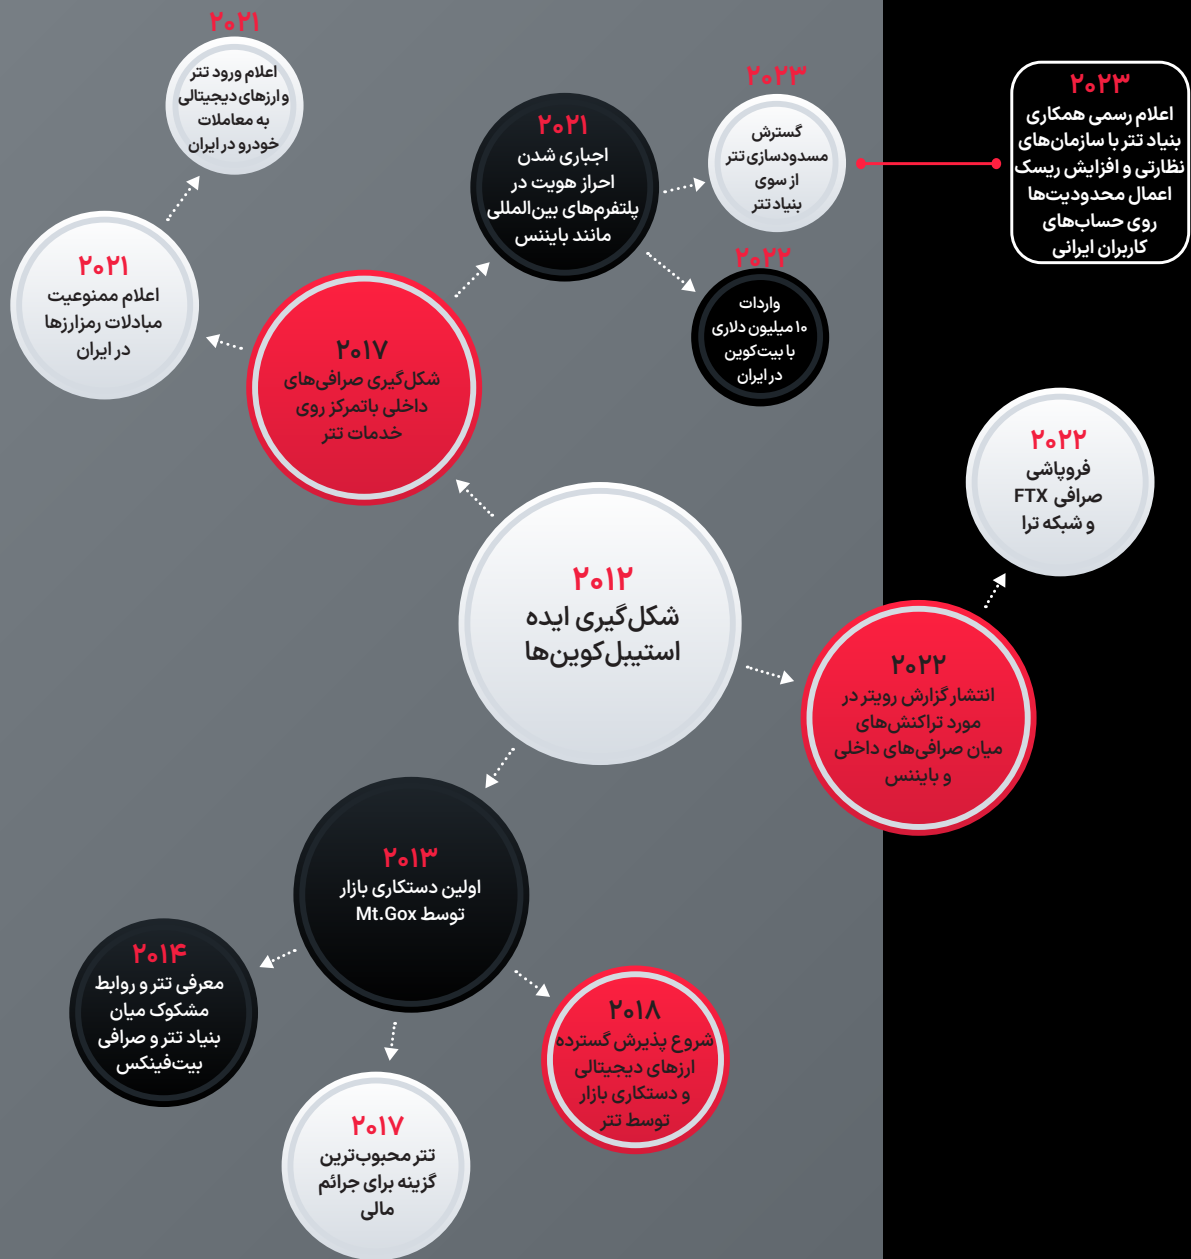 ۲۰۲۱
اعلام ورود تتر
و ارزهای دیجیتالی
به معاملات
خودرو در ایران
۲۰۲۱
اجباری شدن
احراز هویت در
پلتفرم‌های بین‌المللی
مانند بایننس
۲۰۲۳
گسترش
مسدودسازی تتر
از سوی
بنیاد تتر
۲۰۲۳
اعلام رسمی همکاری
بنیاد تتر با سازمان‌های
نظارتی و افزایش ریسک
اعمال محدودیت‌ها
روی حساب‌های
کاربران ایرانی
۲۰۲۱
اعلام ممنوعیت
مبادلات رمزارزها
در ایران
۲۰۲۲
واردات
۱۰ میلیون دلاری
با بیت‌کوین
در ایران
۲۰۱۷
شکل‌گیری صرافی‌های
داخلی باتمرکز روی
خدمات تتر
۲۰۲۲
فروپاشی
صرافی FTX
و شبکه ترا
۲۰۱۲
شکل‌گیری ایده
استیبل‌کوین‌ها
۲۰۲۲
انتشار گزارش رویتر در
مورد تراکنش‌های
میان صرافی‌های داخلی
و بایننس
۲۰۱۳
اولین دستکاری بازار
توسط Mt.Gox
۲۰۱۴
معرفی تتر و روابط
مشکوک میان
بنیاد تتر و صرافی
بیت‌فینکس
۲۰۱۸
شروع پذیرش گسترده
ارزهای دیجیتالی
و دستکاری بازار
توسط تتر
۲۰۱۷
تتر محبوب‌ترین
گزینه برای جرائم
مالی